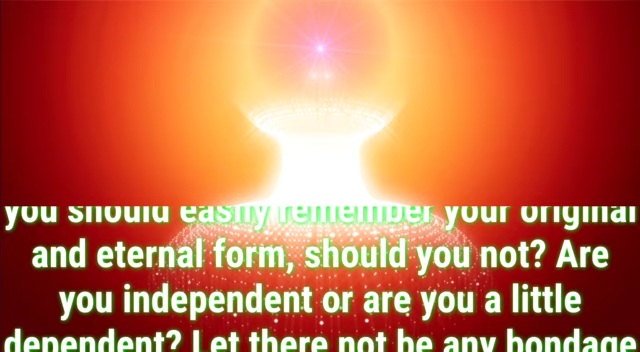 you should easily remember your original
and eternal form, should you not? Are
you independent or are you a little
dependent? Let there not be any bondage